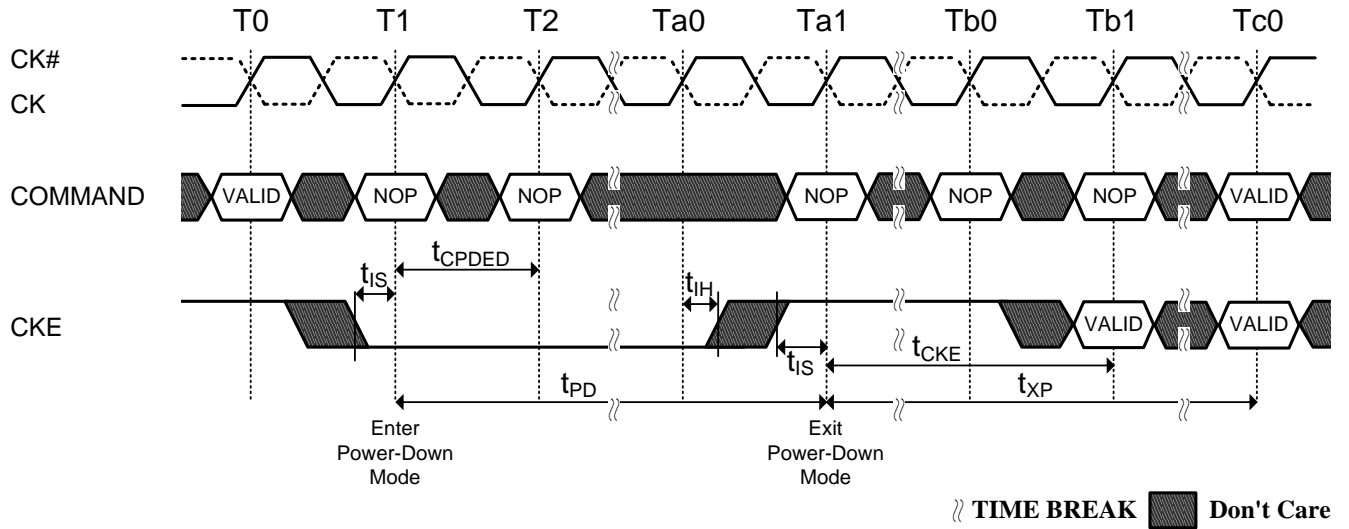 T0 T1 T2 Ta0 Ta1 Tb0 Tb1 Tc0
CK#
CK
COMMAND VALID NOP NOP NOP NOP NOP VALID
tCPDED
tIS tIH
CKE VALID VALID
tIS tCKE
tPD tXP
Enter Power-Down Mode
Exit Power-Down Mode
TIME BREAK Don't Care